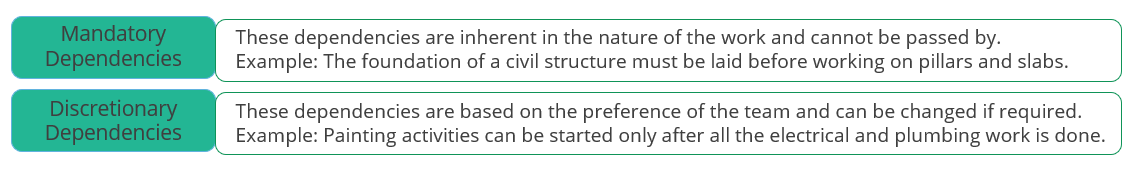 Mandatory
Dependencies
These dependencies are inherent in the nature of the work and cannot be passed by.
Example: The foundation of a civil structure must be laid before working on pillars and slabs.
Discretionary
Dependencies
These dependencies are based on the preference of the team and can be changed if required.
Example: Painting activities can be started only after all the electrical and plumbing work is done.